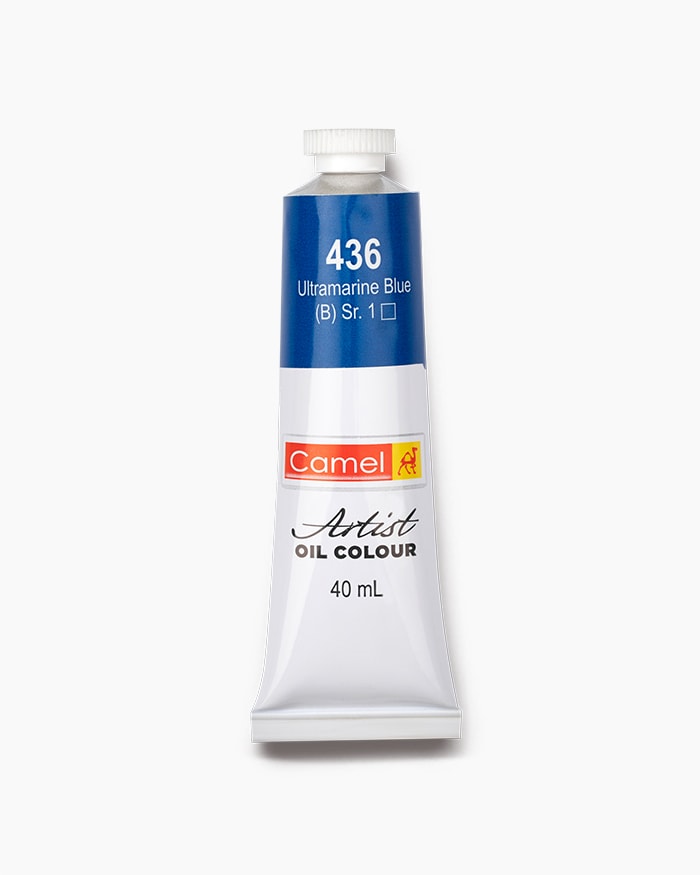 436
Ultramarine Blue
(B) Sr. 1
Camel
Artist
OIL COLOUR
40 mL